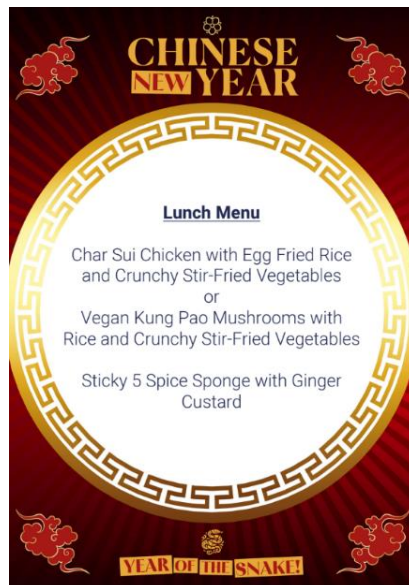 CHINESE
NEW YEAR
Lunch Menu
Char Sui Chicken with Egg Fried Rice
and Crunchy Stir-Fried Vegetables
or
Vegan Kung Pao Mushrooms with
Rice and Crunchy Stir-Fried Vegetables
Sticky 5 Spice Sponge with Ginger
Custard
YEAR OF THE SNAKE!